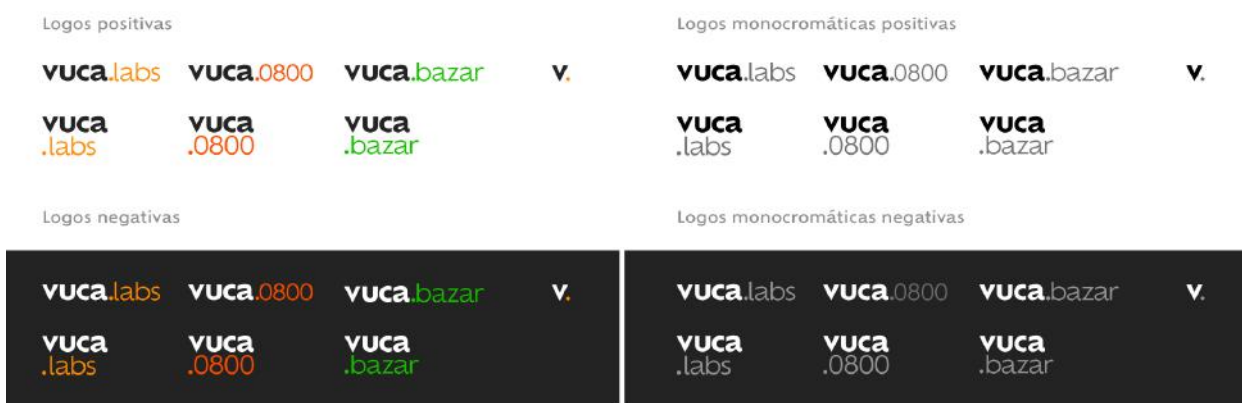 Logos positivas
vuca.labs vuca.0800 vuca.bazar v.
vuca vuca vuca
.labs .0800 .bazar
Logos monocromáticas positivas
vuca.labs vuca.0800 vuca.bazar v.
vuca vuca vuca
.labs .0800 .bazar
Logos negativas
vuca.labs vuca.0800 vuca.bazar v.
vuca vuca vuca
.labs .0800 .bazar
Logos monocromáticas negativas
vuca.labs vuca.0800 vuca.bazar v.
vuca vuca vuca
.labs .0800 .bazar